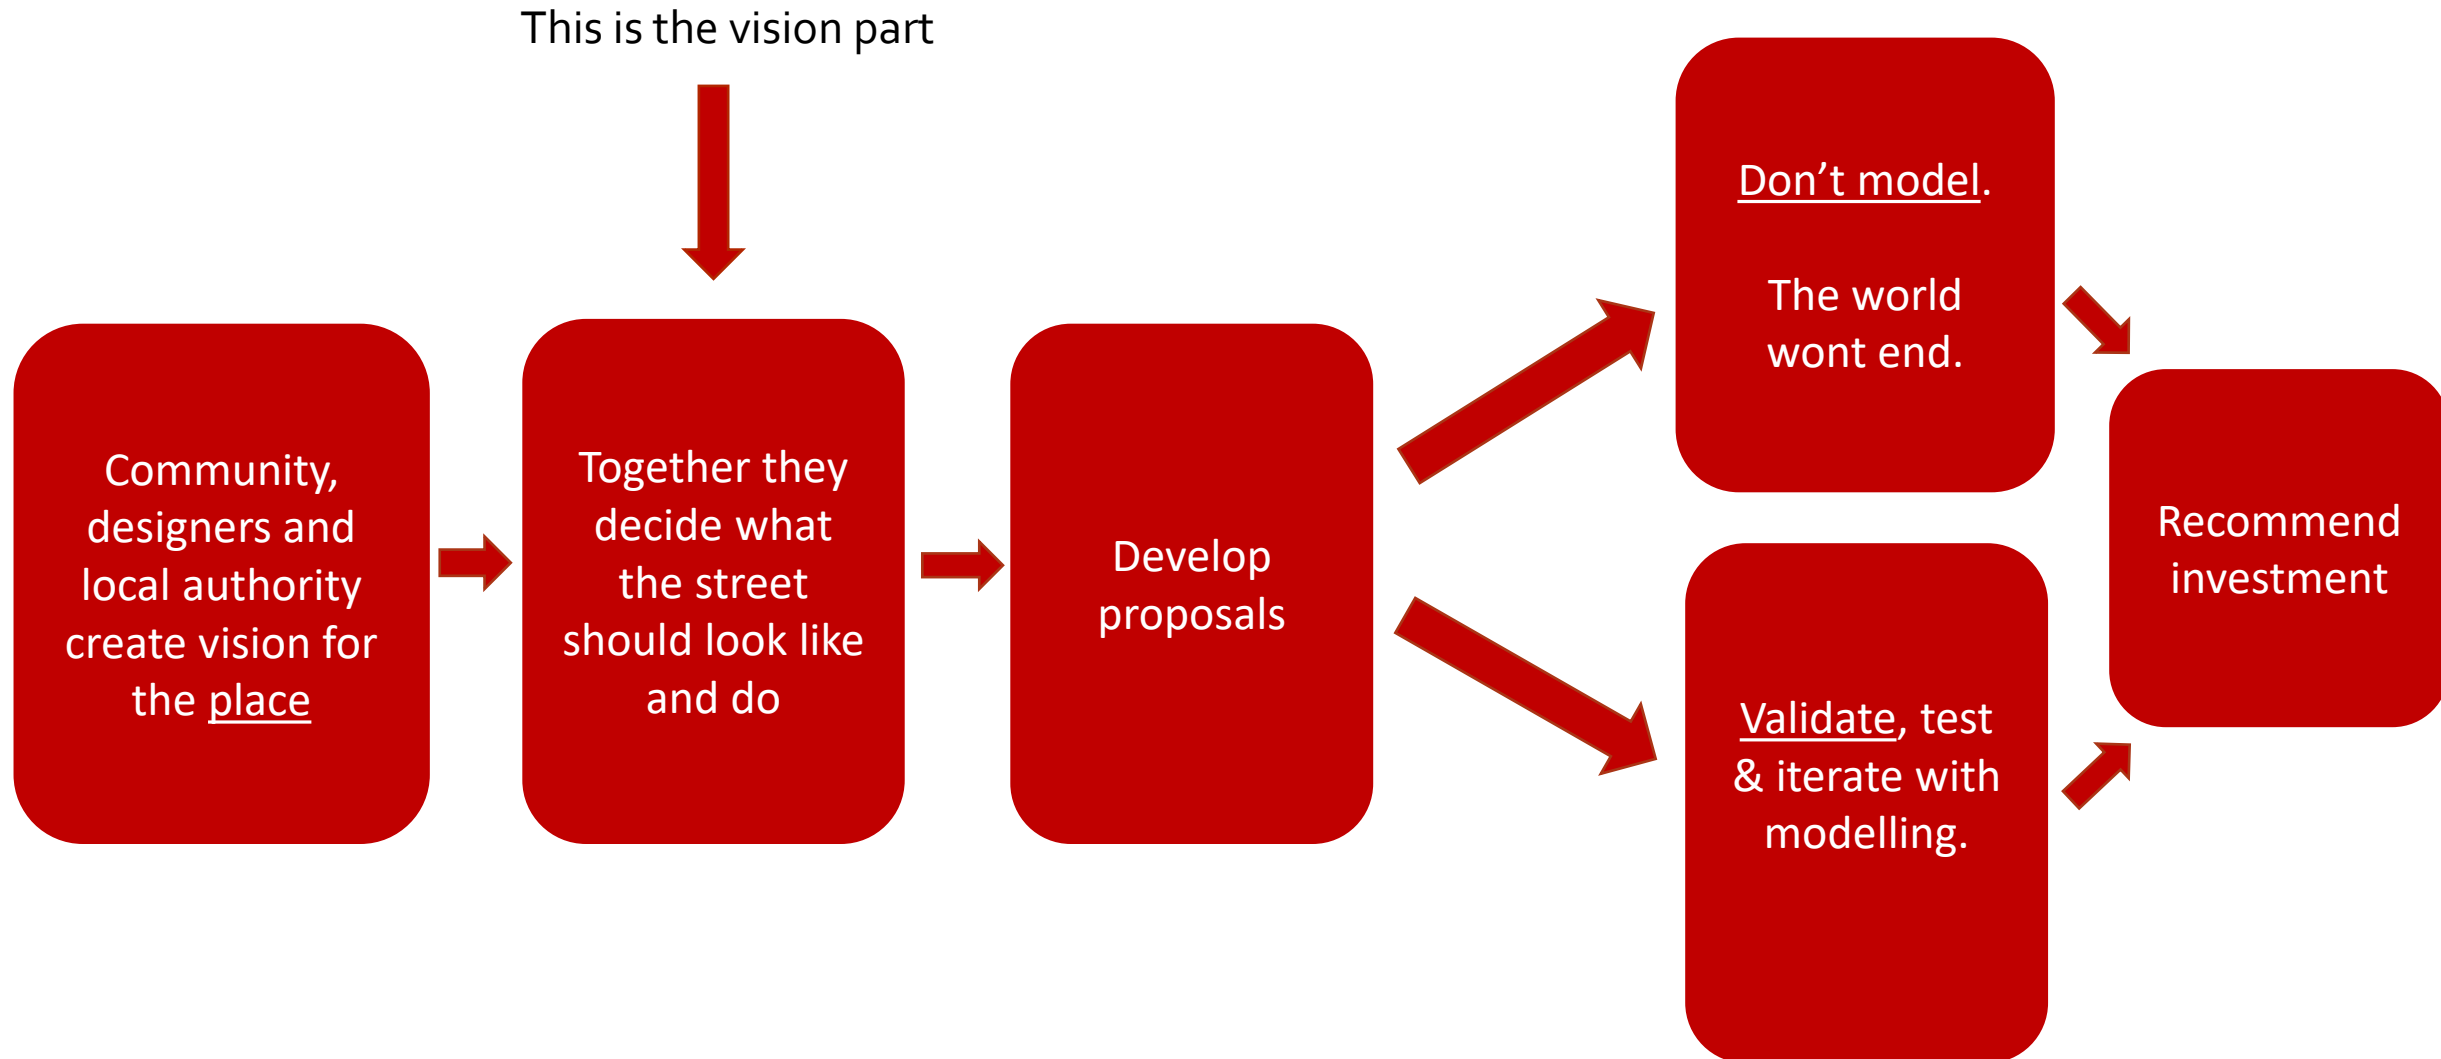 This is the vision part
Community,
designers and
local authority
create vision for
the place
Together they
decide what
the street
should look like
and do
Develop
proposals
Don’t model.
The world
wont end.
Validate, test
& iterate with
modelling.
Recommend
investment